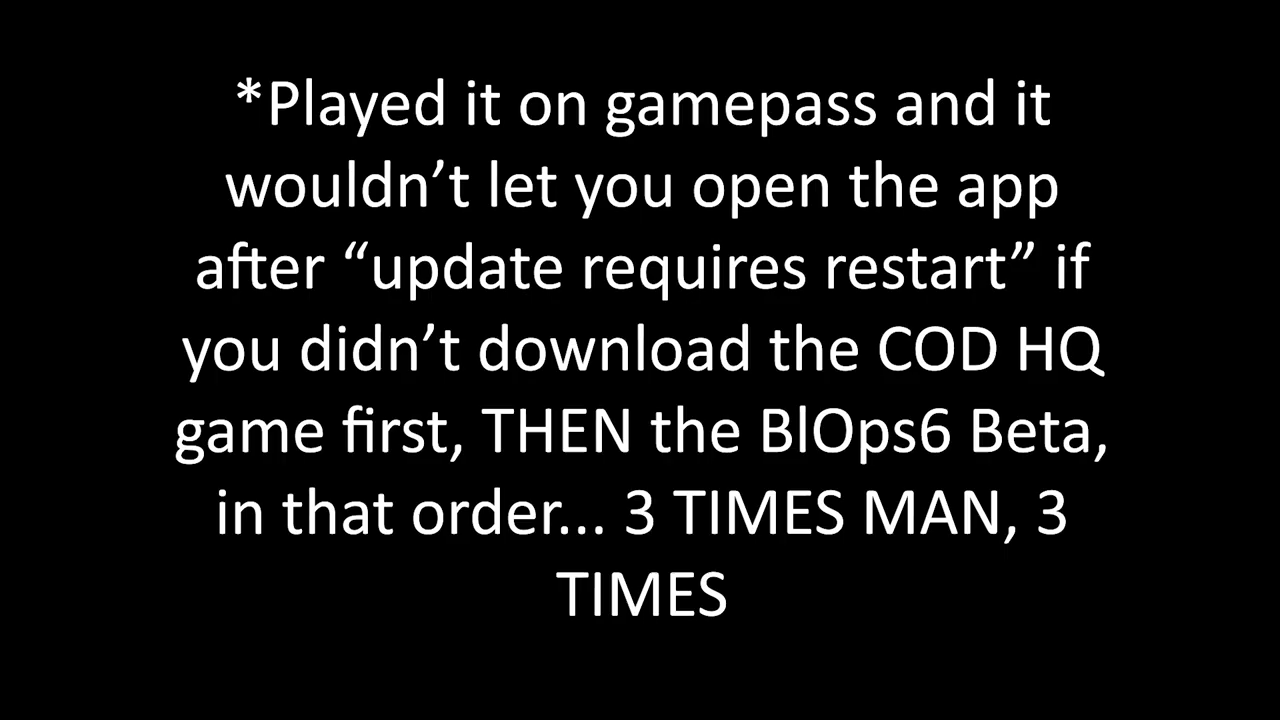 *Played it on gamepass and it
wouldn’t let you open the app
after “update requires restart” if
you didn’t download the COD HQ
game first, THEN the BlOps6 Beta,
in that order... 3 TIMES MAN, 3
TIMES